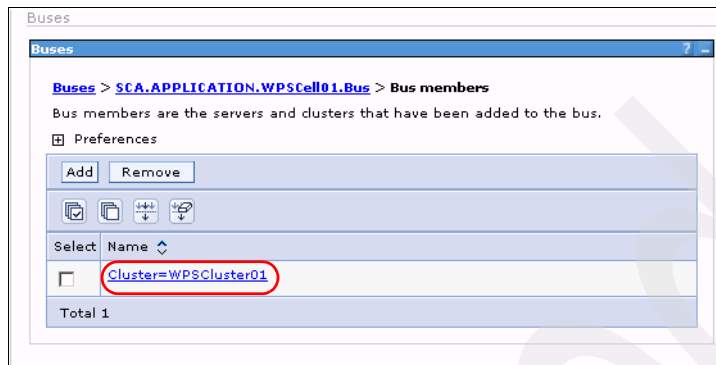 Buses
Buses ? _
Buses > SCA.APPLICATION.WPSCell01.Bus > Bus members
Bus members are the servers and clusters that have been added to the bus.
Preferences
Add Remove
Select Name
Cluster=WPSCluster01
Total 1